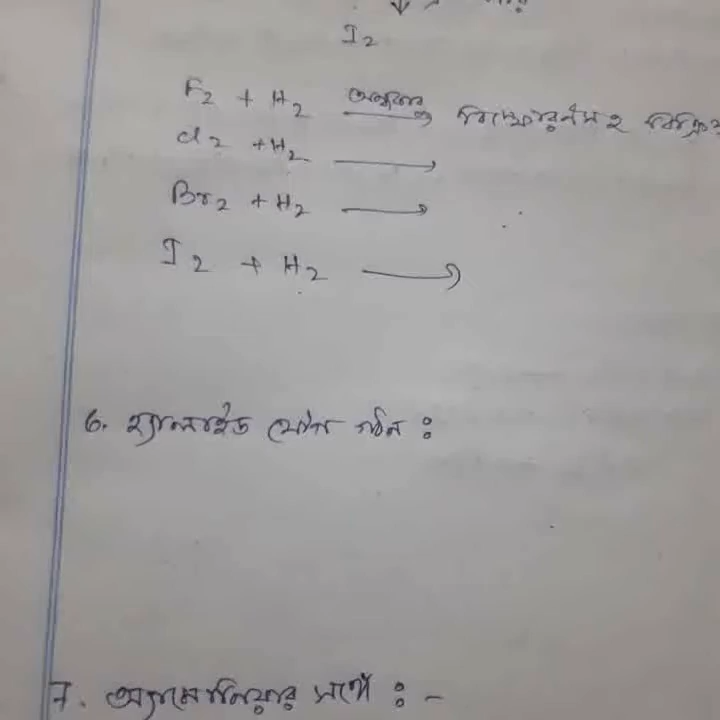 I2
F2 + H2 অন্ধকার → বিস্ফোরণসহ
Cl2 + H2 →
Br2 + H2 →
I2 + H2 →
6. হ্যালাইড যৌগ গঠন :
7. অ্যামোনিয়ার সাথে : -